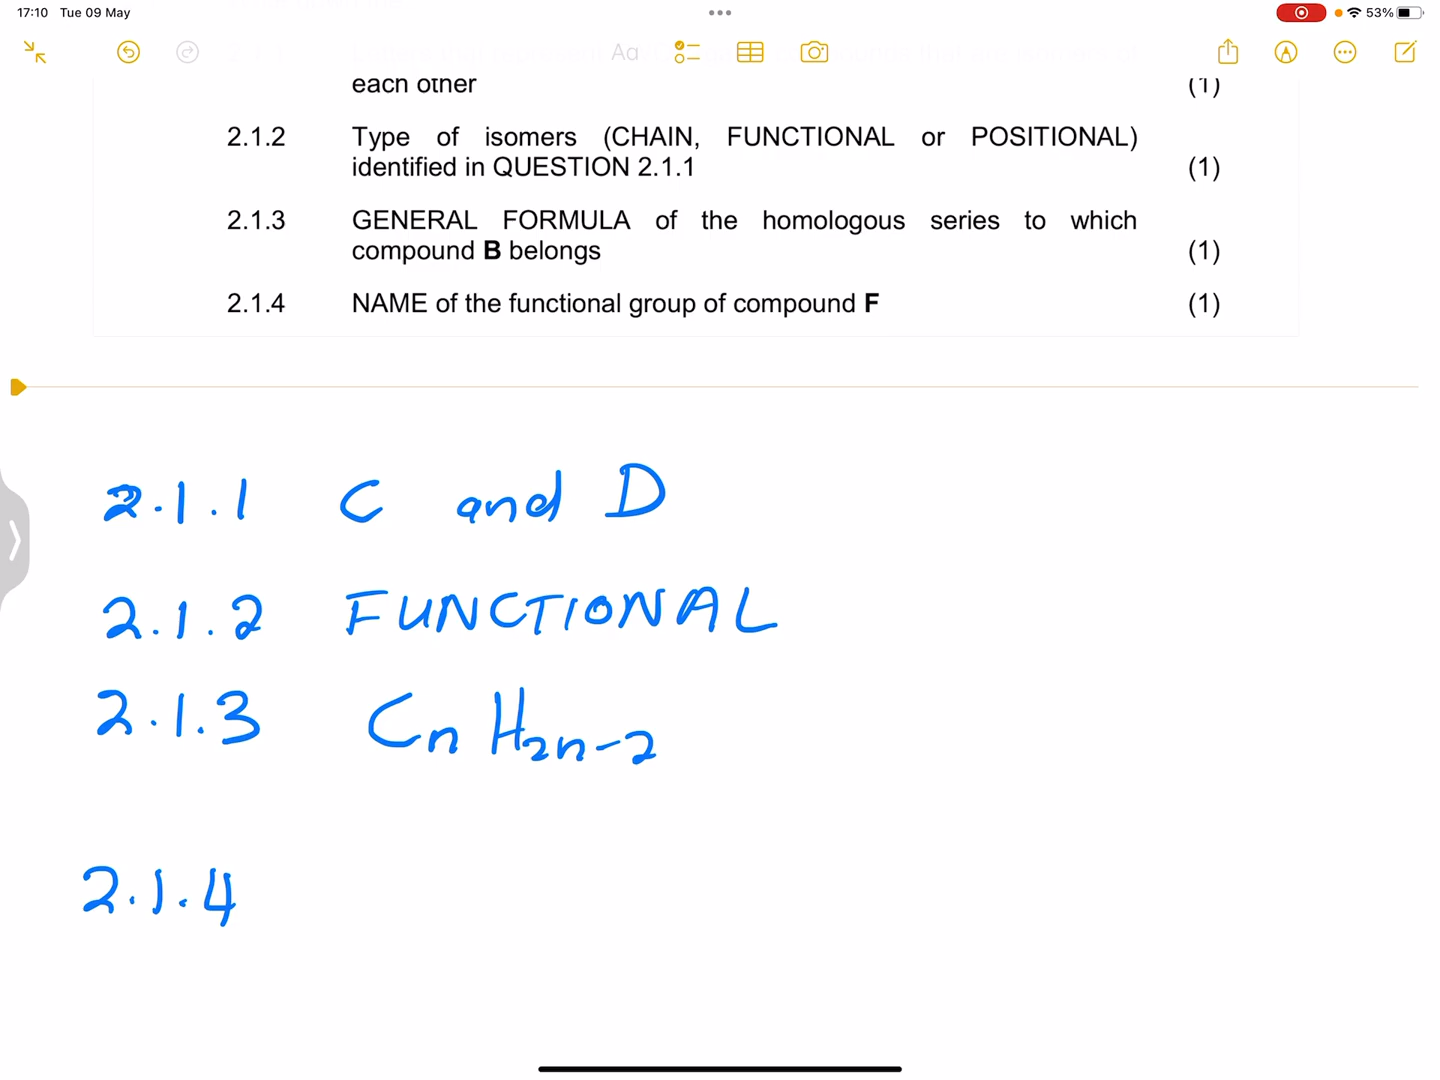 17:10 Tue 09 May
53%
Aa
each other (1)
2.1.2 Type of isomers (CHAIN, FUNCTIONAL or POSITIONAL)
identified in QUESTION 2.1.1 (1)
2.1.3 GENERAL FORMULA of the homologous series to which
compound B belongs (1)
2.1.4 NAME of the functional group of compound F (1)
2.1.1 C and D
2.1.2 FUNCTIONAL
2.1.3 CnH2n-2
2.1.4